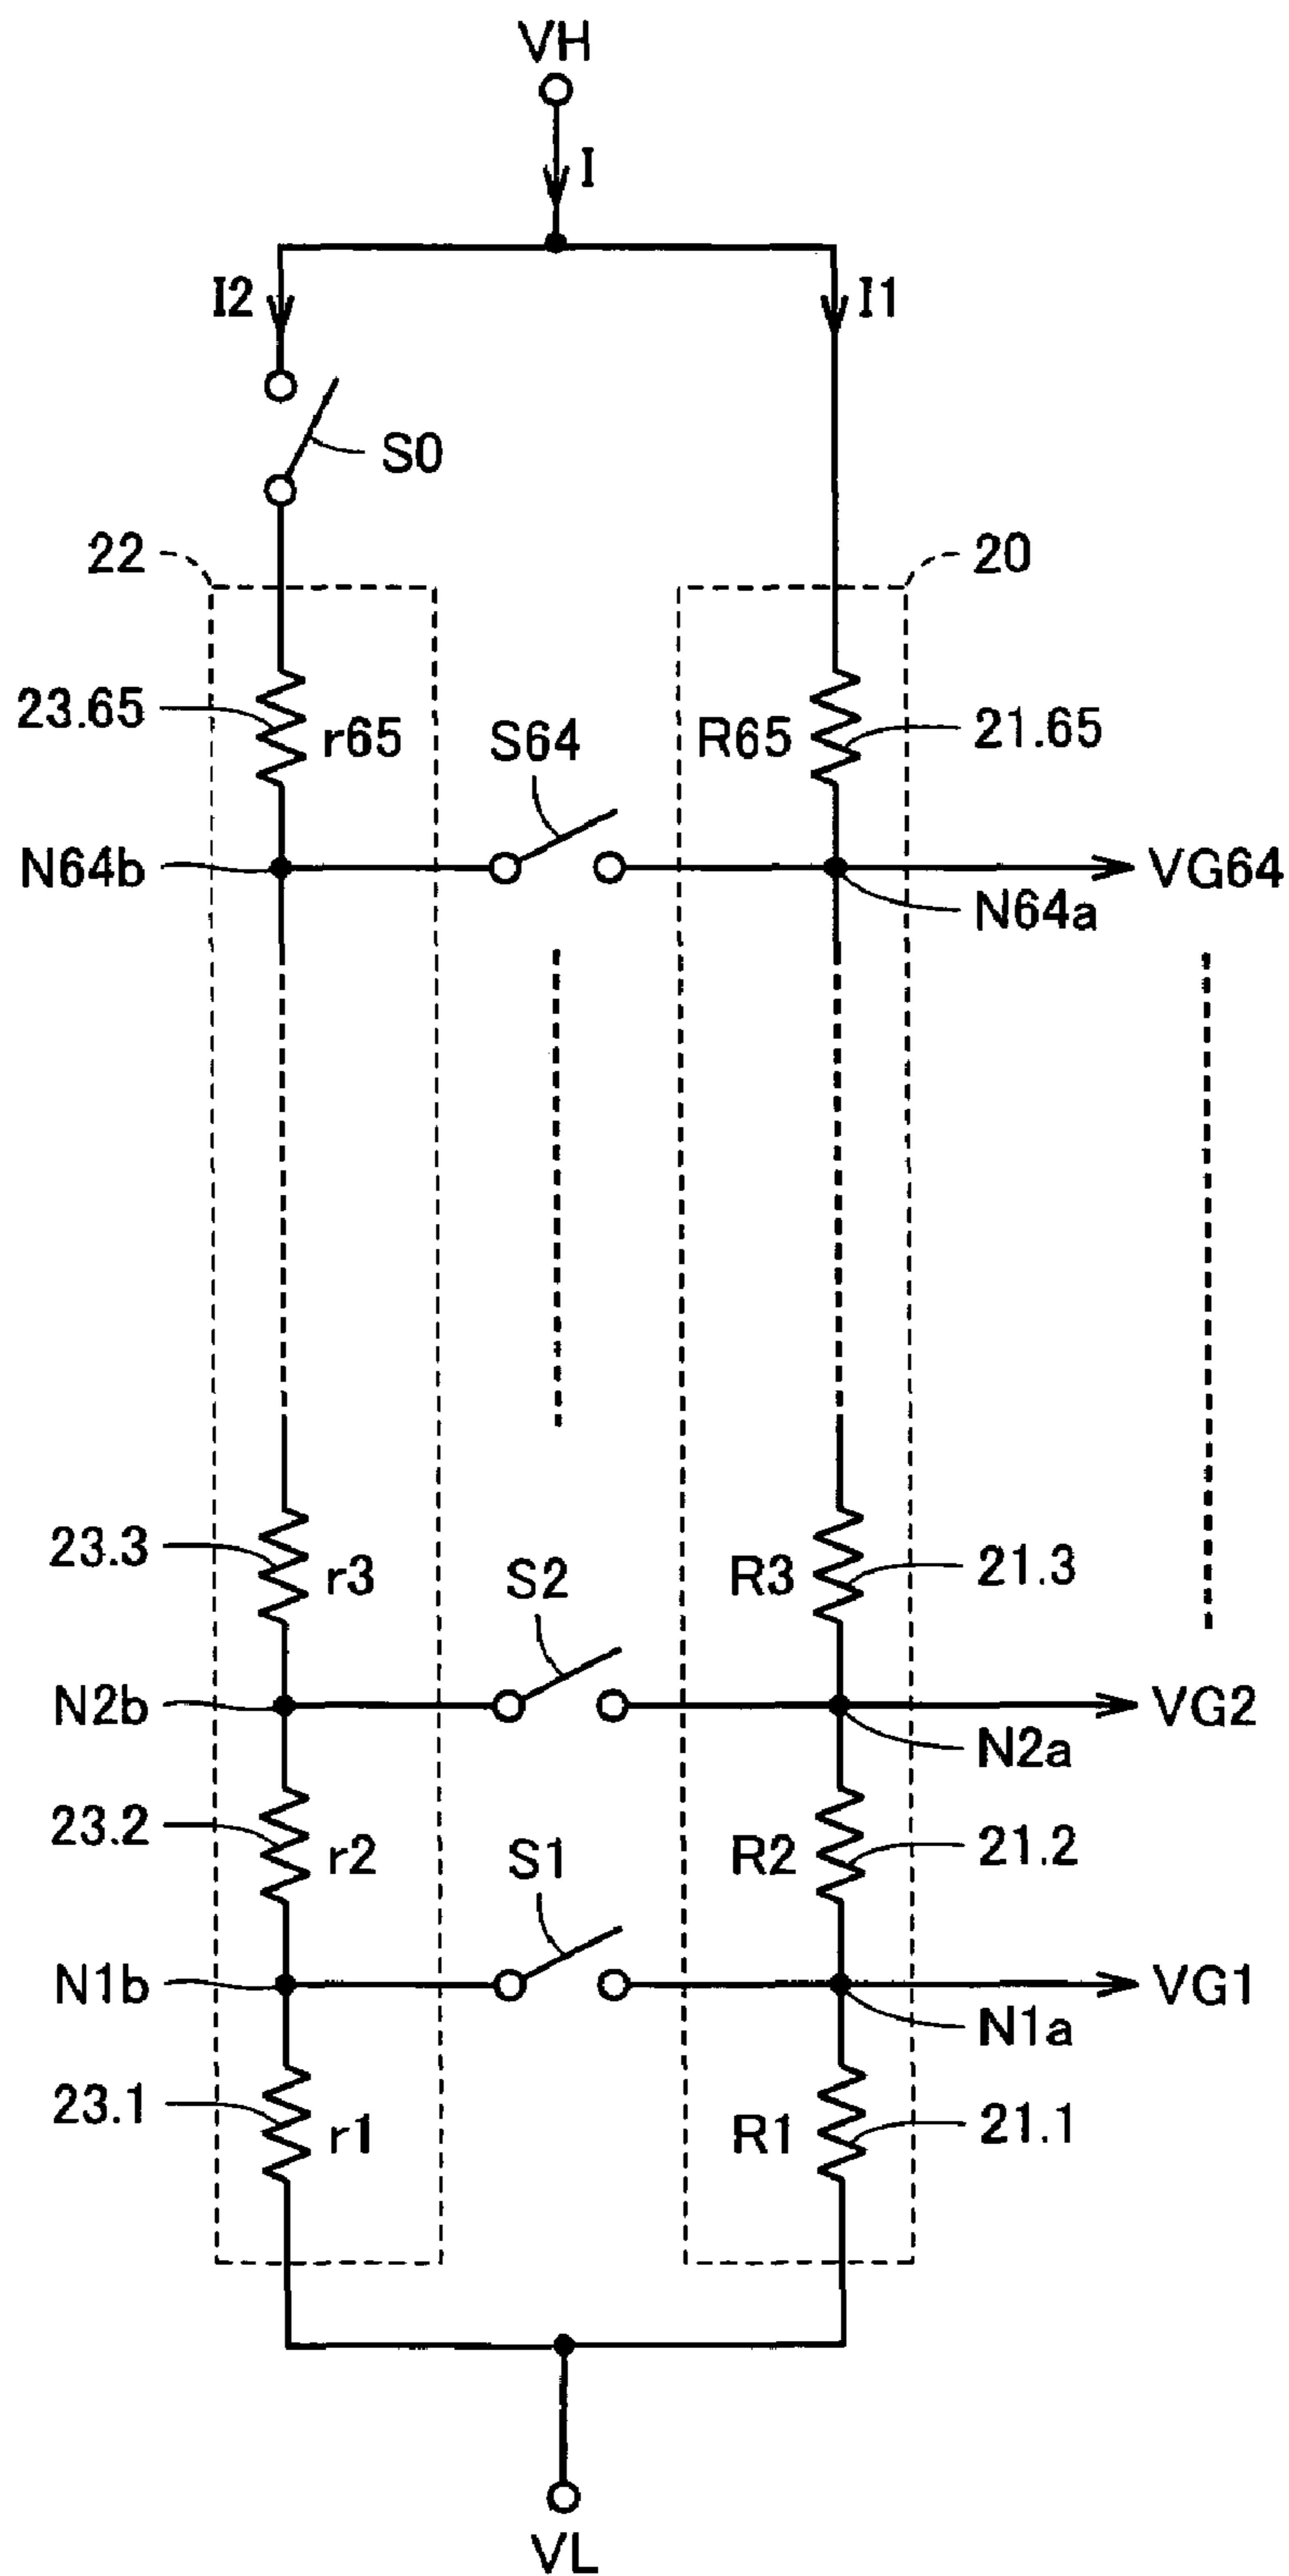 VH
I
I2 I1
S0
22 20
23.65 r65 S64 R65 21.65
N64b VG64
N64a
23.3 r3 S2 R3 21.3
N2b VG2
N2a
23.2 r2 S1 R2 21.2
N1b VG1
N1a
23.1 r1 R1 21.1
VL